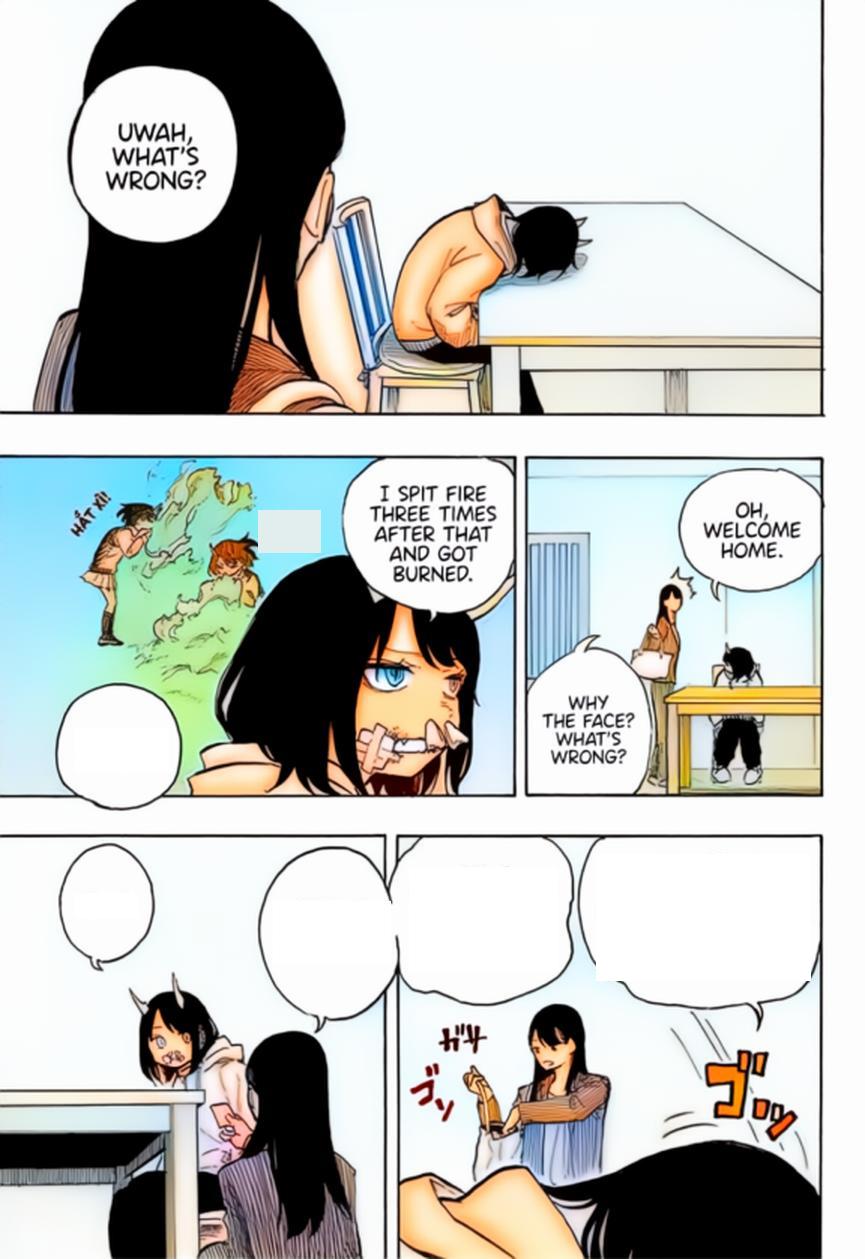 UWAH,
WHAT'S
WRONG?
OH,
WELCOME
HOME.
WHY
THE FACE?
WHAT'S
WRONG?
I SPIT FIRE
THREE TIMES
AFTER THAT
AND GOT
BURNED.
HẮT XÌ!
ゴッ
ガサ
ゴソ